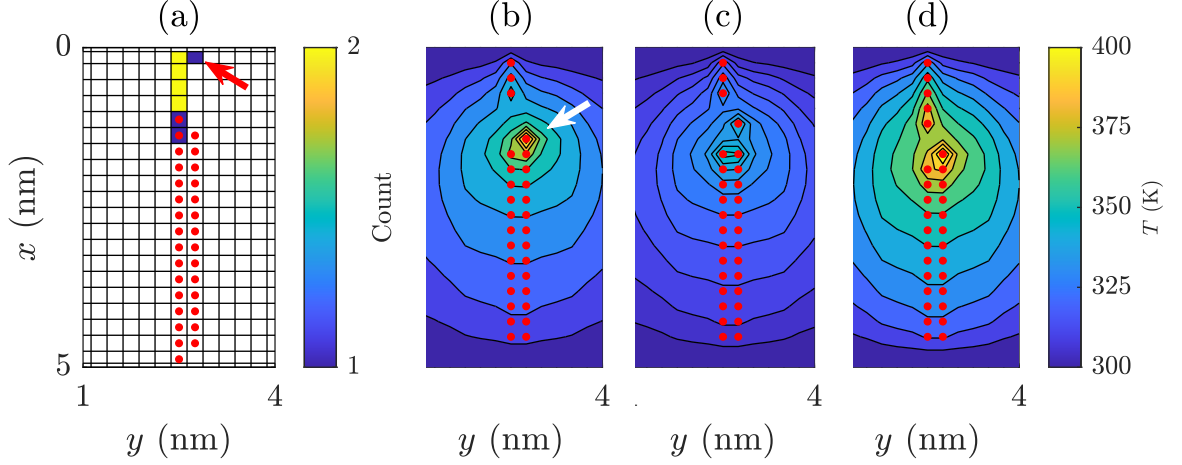 (a) (b) (c) (d)
0 2 400
375
x (nm) Count 350 T (K)
325
5 1 300
1 4 4 4 4
y (nm) y (nm) y (nm) y (nm)